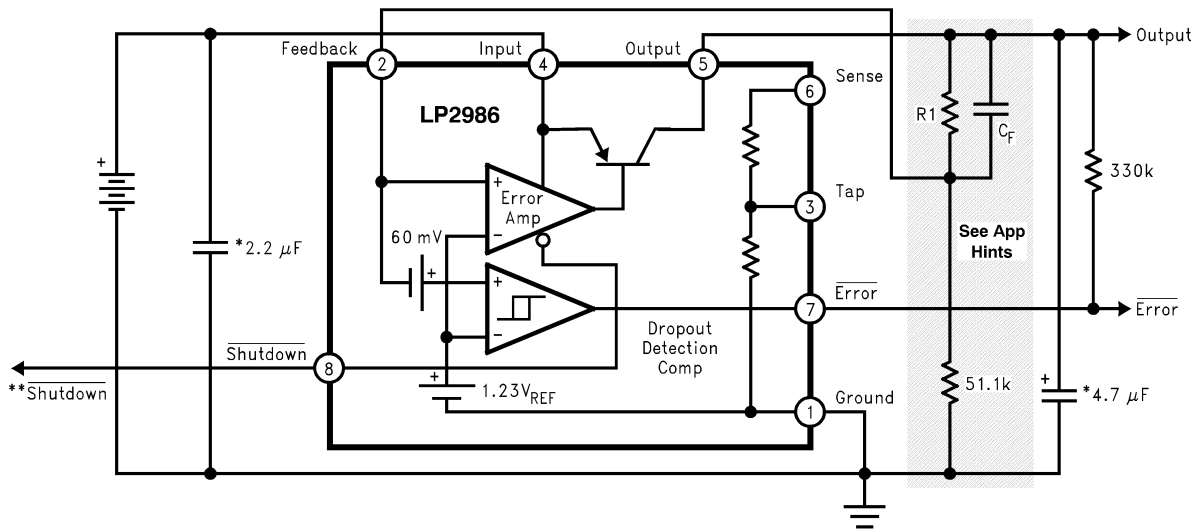 Feedback
2
Input
4
Output
5
Output
6
Sense
LP2986
R1
CF
330k
+
+
Error
Amp
−
3
Tap
*2.2 µF
60 mV
+
See App
Hints
+
−
Error
7
Error
Shutdown
8
**Shutdown
Dropout
Detection
Comp
+
1.23VREF
51.1k
+
*4.7 µF
Ground
1